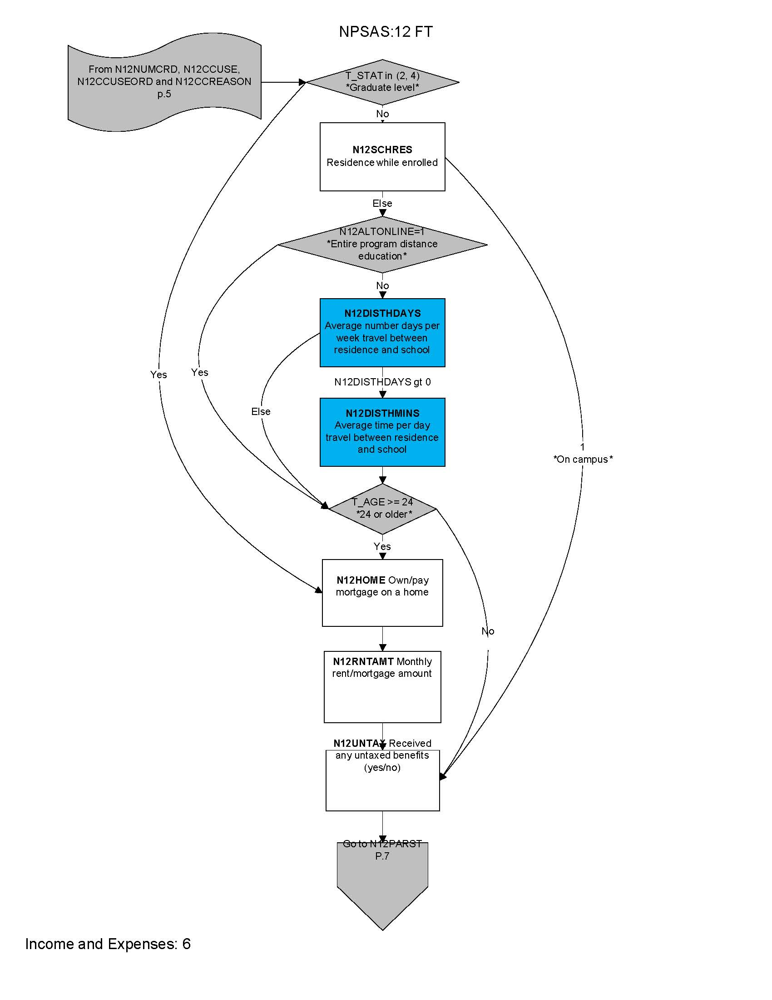 NPSAS:12 FT
From N12NUMCRD, N12CCUSE,
N12CCUSEORD and N12CCREASON
p.5
T_STAT in (2, 4)
*Graduate level*
No
N12SCHRES
Residence while enrolled
Else
N12ALTONLINE=1
*Entire program distance
education*
No
N12DISTHDAYS
Average number days per
week travel between
residence and school
Yes
Yes
N12DISTHDAYS gt 0
Else
N12DISTHMINS
Average time per day
travel between residence
and school
1
*On campus*
T_AGE >= 24
*24 or older*
Yes
N12HOME Own/pay
mortgage on a home
No
N12RNTAMT Monthly
rent/mortgage amount
N12UNTAX Received
any untaxed benefits
(yes/no)
Go to N12PARST
P.7
Income and Expenses: 6